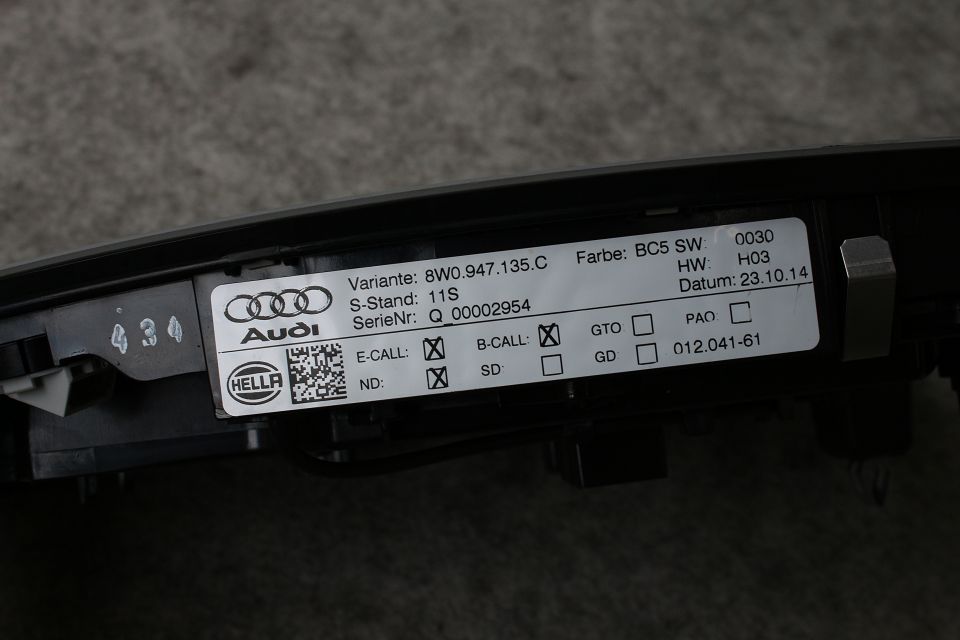 Variante: 8W0.947.135.C
Farbe: BC5 SW: 0030
S-Stand: 11S
HW: H03
SerieNr: Q_00002954
Datum: 23.10.14
Audi
E-CALL: ☒ B-CALL: ☒ GTO: ☐ PAO: ☐
HELLA
ND: ☒ SD: ☐ GD: ☐ 012.041-61